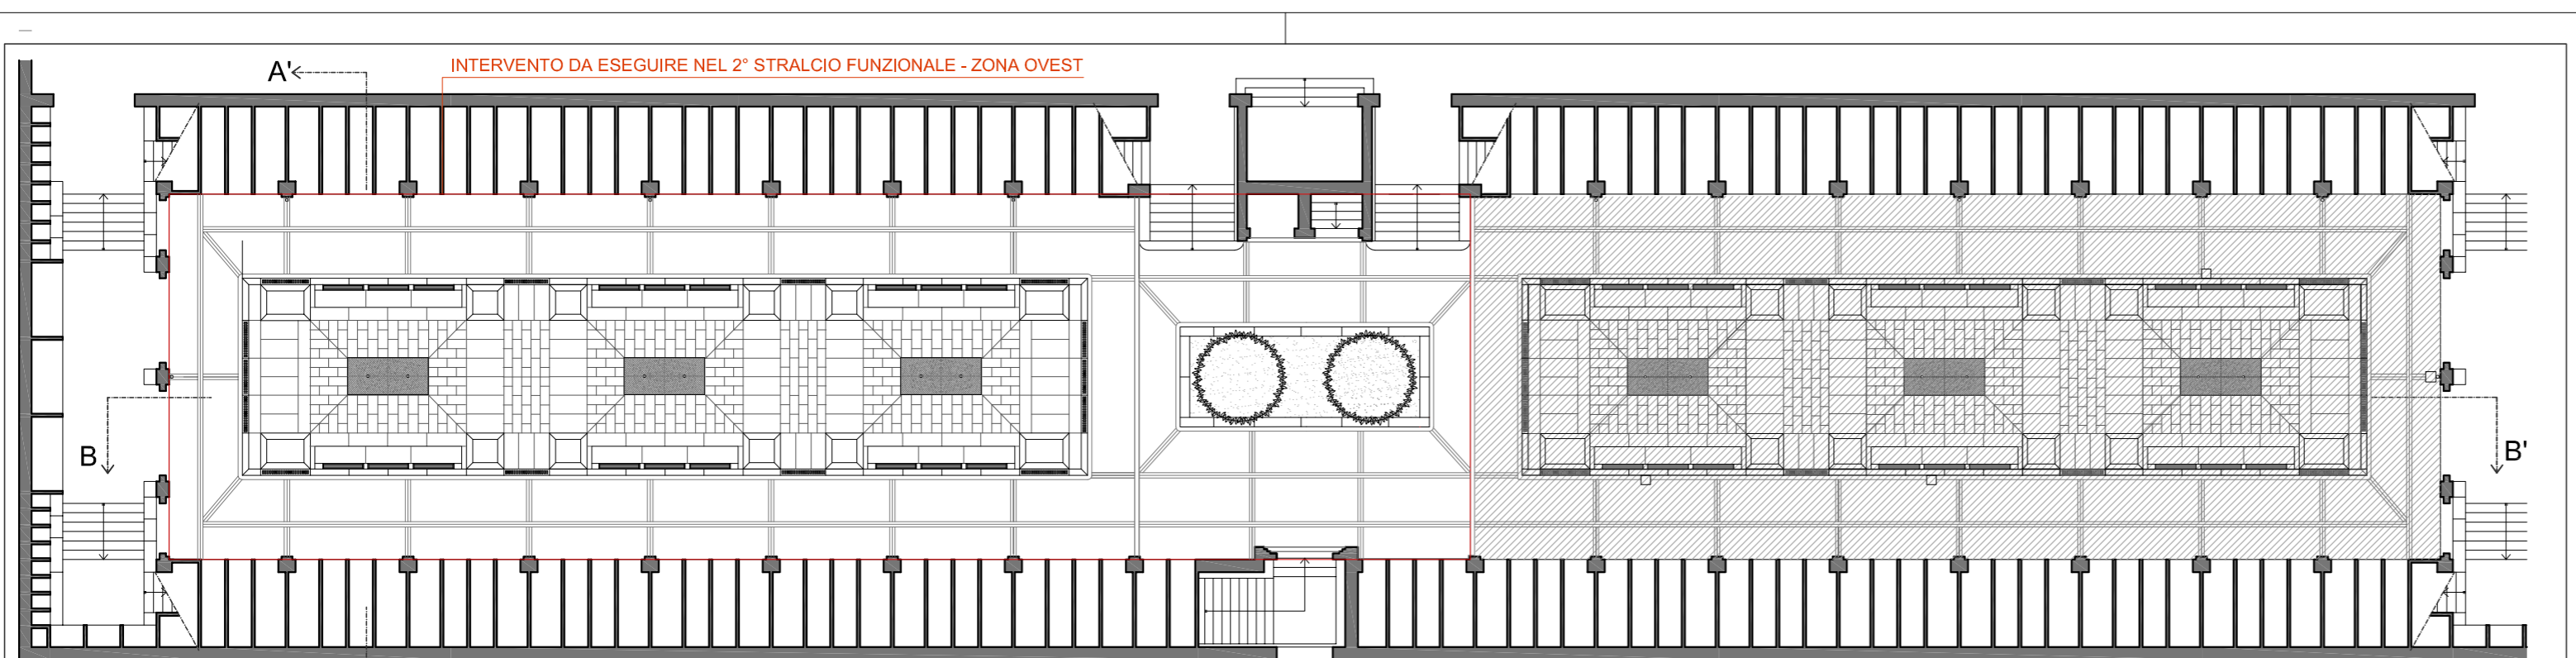 A'
INTERVENTO DA ESEGUIRE NEL 2° STRALCIO FUNZIONALE - ZONA OVEST
B
B'